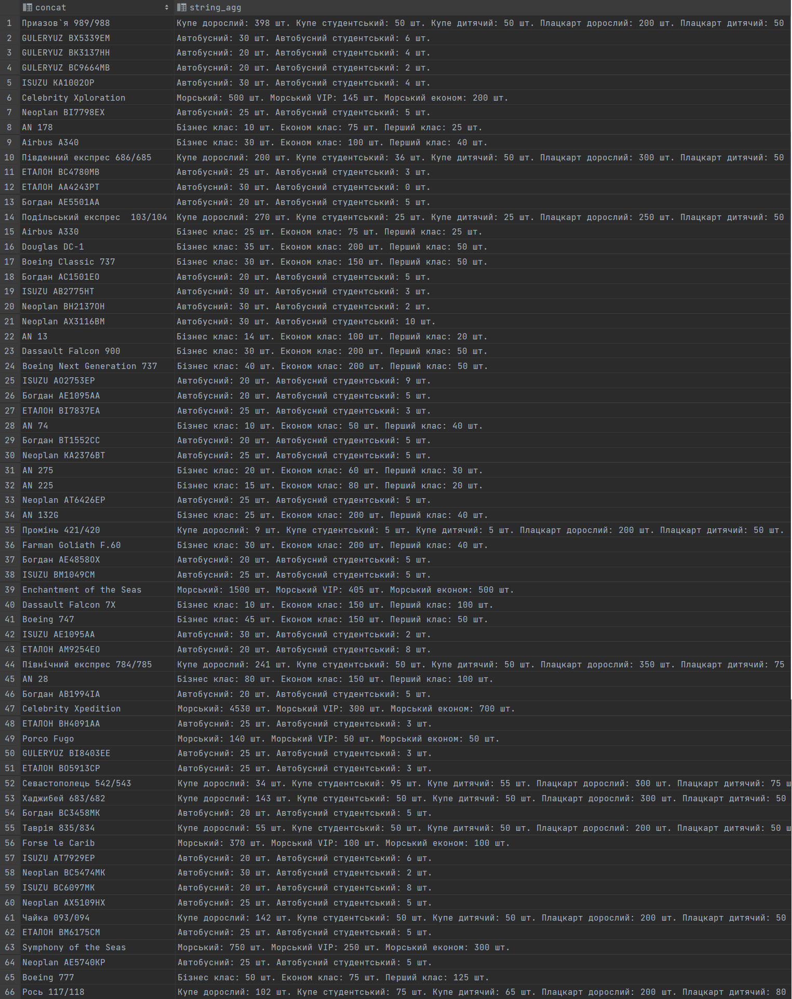 concat string_agg
1 Приазов`я 989/988 Купе дорослий: 398 шт. Купе студентський: 50 шт. Купе дитячий: 50 шт. Плацкарт дорослий: 200 шт. Плацкарт дитячий: 50
2 GULERYUZ BX5339EM Автобусний: 30 шт. Автобусний студентський: 6 шт.
3 GULERYUZ BK3137HH Автобусний: 20 шт. Автобусний студентський: 4 шт.
4 GULERYUZ BC9664MB Автобусний: 20 шт. Автобусний студентський: 2 шт.
5 ISUZU KA1002OP Автобусний: 30 шт. Автобусний студентський: 4 шт.
6 Celebrity Xploration Морський: 500 шт. Морський VIP: 145 шт. Морський економ: 200 шт.
7 Neoplan BI7798EX Автобусний: 25 шт. Автобусний студентський: 5 шт.
8 AN 178 Бізнес клас: 10 шт. Економ клас: 75 шт. Перший клас: 25 шт.
9 Airbus A340 Бізнес клас: 30 шт. Економ клас: 100 шт. Перший клас: 40 шт.
10 Південний експрес 686/685 Купе дорослий: 200 шт. Купе студентський: 36 шт. Купе дитячий: 50 шт. Плацкарт дорослий: 300 шт. Плацкарт дитячий: 50
11 ЕТАЛОН BC4780MB Автобусний: 25 шт. Автобусний студентський: 3 шт.
12 ЕТАЛОН AA4243PT Автобусний: 30 шт. Автобусний студентський: 0 шт.
13 Богдан AE5501AA Автобусний: 20 шт. Автобусний студентський: 5 шт.
14 Подільський експрес  103/104 Купе дорослий: 270 шт. Купе студентський: 25 шт. Купе дитячий: 25 шт. Плацкарт дорослий: 250 шт. Плацкарт дитячий: 50
15 Airbus A330 Бізнес клас: 25 шт. Економ клас: 75 шт. Перший клас: 25 шт.
16 Douglas DC-1 Бізнес клас: 35 шт. Економ клас: 200 шт. Перший клас: 50 шт.
17 Boeing Classic 737 Бізнес клас: 30 шт. Економ клас: 150 шт. Перший клас: 50 шт.
18 Богдан AC1501EO Автобусний: 20 шт. Автобусний студентський: 5 шт.
19 ISUZU AB2775HT Автобусний: 30 шт. Автобусний студентський: 3 шт.
20 Neoplan BH2137OH Автобусний: 30 шт. Автобусний студентський: 2 шт.
21 Neoplan AX3116BM Автобусний: 30 шт. Автобусний студентський: 10 шт.
22 AN 13 Бізнес клас: 14 шт. Економ клас: 100 шт. Перший клас: 20 шт.
23 Dassault Falcon 900 Бізнес клас: 30 шт. Економ клас: 200 шт. Перший клас: 50 шт.
24 Boeing Next Generation 737 Бізнес клас: 40 шт. Економ клас: 200 шт. Перший клас: 50 шт.
25 ISUZU AO2753EP Автобусний: 20 шт. Автобусний студентський: 9 шт.
26 Богдан AE1095AA Автобусний: 20 шт. Автобусний студентський: 5 шт.
27 ЕТАЛОН BI7837EA Автобусний: 25 шт. Автобусний студентський: 3 шт.
28 AN 74 Бізнес клас: 10 шт. Економ клас: 50 шт. Перший клас: 40 шт.
29 Богдан BT1552CC Автобусний: 20 шт. Автобусний студентський: 5 шт.
30 Neoplan KA2376BT Автобусний: 25 шт. Автобусний студентський: 5 шт.
31 AN 275 Бізнес клас: 20 шт. Економ клас: 60 шт. Перший клас: 30 шт.
32 AN 225 Бізнес клас: 15 шт. Економ клас: 80 шт. Перший клас: 20 шт.
33 Neoplan AT6426EP Автобусний: 25 шт. Автобусний студентський: 5 шт.
34 AN 132G Бізнес клас: 25 шт. Економ клас: 200 шт. Перший клас: 40 шт.
35 Промінь 421/420 Купе дорослий: 9 шт. Купе студентський: 5 шт. Купе дитячий: 5 шт. Плацкарт дорослий: 200 шт. Плацкарт дитячий: 50 шт.
36 Farman Goliath F.60 Бізнес клас: 30 шт. Економ клас: 200 шт. Перший клас: 40 шт.
37 Богдан AE4858OX Автобусний: 20 шт. Автобусний студентський: 5 шт.
38 ISUZU BM1049CM Автобусний: 25 шт. Автобусний студентський: 5 шт.
39 Enchantment of the Seas Морський: 1500 шт. Морський VIP: 405 шт. Морський економ: 500 шт.
40 Dassault Falcon 7X Бізнес клас: 10 шт. Економ клас: 150 шт. Перший клас: 100 шт.
41 Boeing 747 Бізнес клас: 45 шт. Економ клас: 150 шт. Перший клас: 50 шт.
42 ISUZU AE1095AA Автобусний: 30 шт. Автобусний студентський: 2 шт.
43 ЕТАЛОН AM9254EO Автобусний: 20 шт. Автобусний студентський: 8 шт.
44 Північний експрес 784/785 Купе дорослий: 241 шт. Купе студентський: 50 шт. Купе дитячий: 50 шт. Плацкарт дорослий: 350 шт. Плацкарт дитячий: 75
45 AN 28 Бізнес клас: 80 шт. Економ клас: 150 шт. Перший клас: 100 шт.
46 Богдан AB1994IA Автобусний: 20 шт. Автобусний студентський: 5 шт.
47 Celebrity Xpedition Морський: 4530 шт. Морський VIP: 300 шт. Морський економ: 700 шт.
48 ЕТАЛОН BH4091AA Автобусний: 25 шт. Автобусний студентський: 3 шт.
49 Porco Fugo Морський: 140 шт. Морський VIP: 50 шт. Морський економ: 50 шт.
50 GULERYUZ BI8403EE Автобусний: 25 шт. Автобусний студентський: 3 шт.
51 ЕТАЛОН BO5913CP Автобусний: 25 шт. Автобусний студентський: 3 шт.
52 Севастополець 542/543 Купе дорослий: 34 шт. Купе студентський: 95 шт. Купе дитячий: 55 шт. Плацкарт дорослий: 300 шт. Плацкарт дитячий: 75 ш
53 Хаджибей 683/682 Купе дорослий: 143 шт. Купе студентський: 50 шт. Купе дитячий: 50 шт. Плацкарт дорослий: 300 шт. Плацкарт дитячий: 50
54 Богдан BC3458MK Автобусний: 20 шт. Автобусний студентський: 5 шт.
55 Таврія 835/834 Купе дорослий: 55 шт. Купе студентський: 50 шт. Купе дитячий: 50 шт. Плацкарт дорослий: 200 шт. Плацкарт дитячий: 50 ш
56 Forse le Carib Морський: 370 шт. Морський VIP: 100 шт. Морський економ: 100 шт.
57 ISUZU AT7929EP Автобусний: 20 шт. Автобусний студентський: 6 шт.
58 Neoplan BC5474MK Автобусний: 30 шт. Автобусний студентський: 2 шт.
59 ISUZU BC6097MK Автобусний: 20 шт. Автобусний студентський: 8 шт.
60 Neoplan AX5109HX Автобусний: 25 шт. Автобусний студентський: 5 шт.
61 Чайка 093/094 Купе дорослий: 142 шт. Купе студентський: 50 шт. Купе дитячий: 50 шт. Плацкарт дорослий: 200 шт. Плацкарт дитячий: 50
62 ЕТАЛОН BM6175CM Автобусний: 25 шт. Автобусний студентський: 5 шт.
63 Symphony of the Seas Морський: 750 шт. Морський VIP: 250 шт. Морський економ: 300 шт.
64 Neoplan AE5740KP Автобусний: 25 шт. Автобусний студентський: 5 шт.
65 Boeing 777 Бізнес клас: 50 шт. Економ клас: 75 шт. Перший клас: 125 шт.
66 Рось 117/118 Купе дорослий: 102 шт. Купе студентський: 75 шт. Купе дитячий: 65 шт. Плацкарт дорослий: 200 шт. Плацкарт дитячий: 80